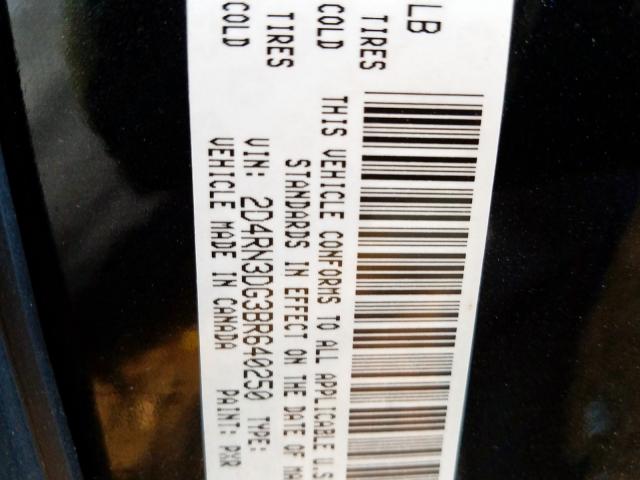 LB
TIRES COLD
TIRES COLD
THIS VEHICLE CONFORMS TO ALL APPLICABLE U.S
STANDARDS IN EFFECT ON THE DATE OF MA
VIN: 2D4RN3DG3BR640250 TYPE:
VEHICLE MADE IN CANADA PAINT: PXR